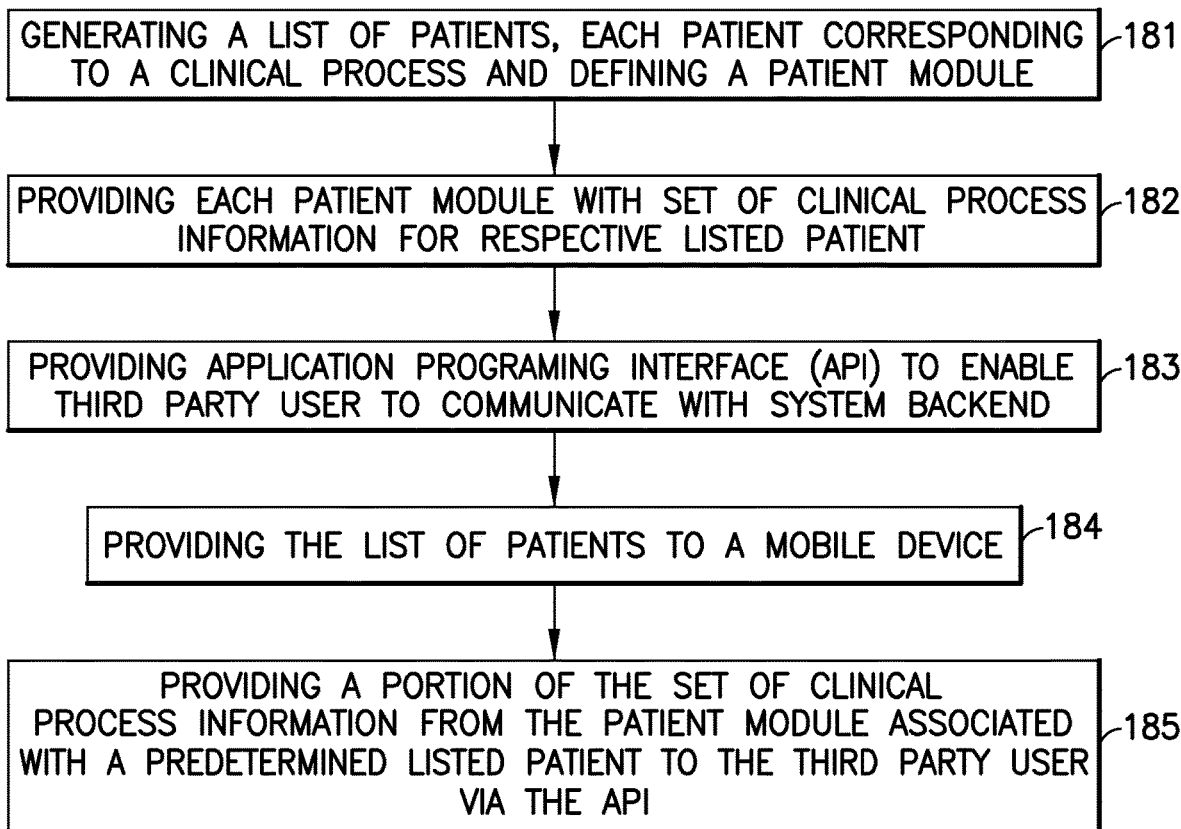 GENERATING A LIST OF PATIENTS, EACH PATIENT CORRESPONDING
TO A CLINICAL PROCESS AND DEFINING A PATIENT MODULE
181
PROVIDING EACH PATIENT MODULE WITH SET OF CLINICAL PROCESS
INFORMATION FOR RESPECTIVE LISTED PATIENT
182
PROVIDING APPLICATION PROGRAMING INTERFACE (API) TO ENABLE
THIRD PARTY USER TO COMMUNICATE WITH SYSTEM BACKEND
183
PROVIDING THE LIST OF PATIENTS TO A MOBILE DEVICE
184
PROVIDING A PORTION OF THE SET OF CLINICAL
PROCESS INFORMATION FROM THE PATIENT MODULE ASSOCIATED
WITH A PREDETERMINED LISTED PATIENT TO THE THIRD PARTY USER
VIA THE API
185